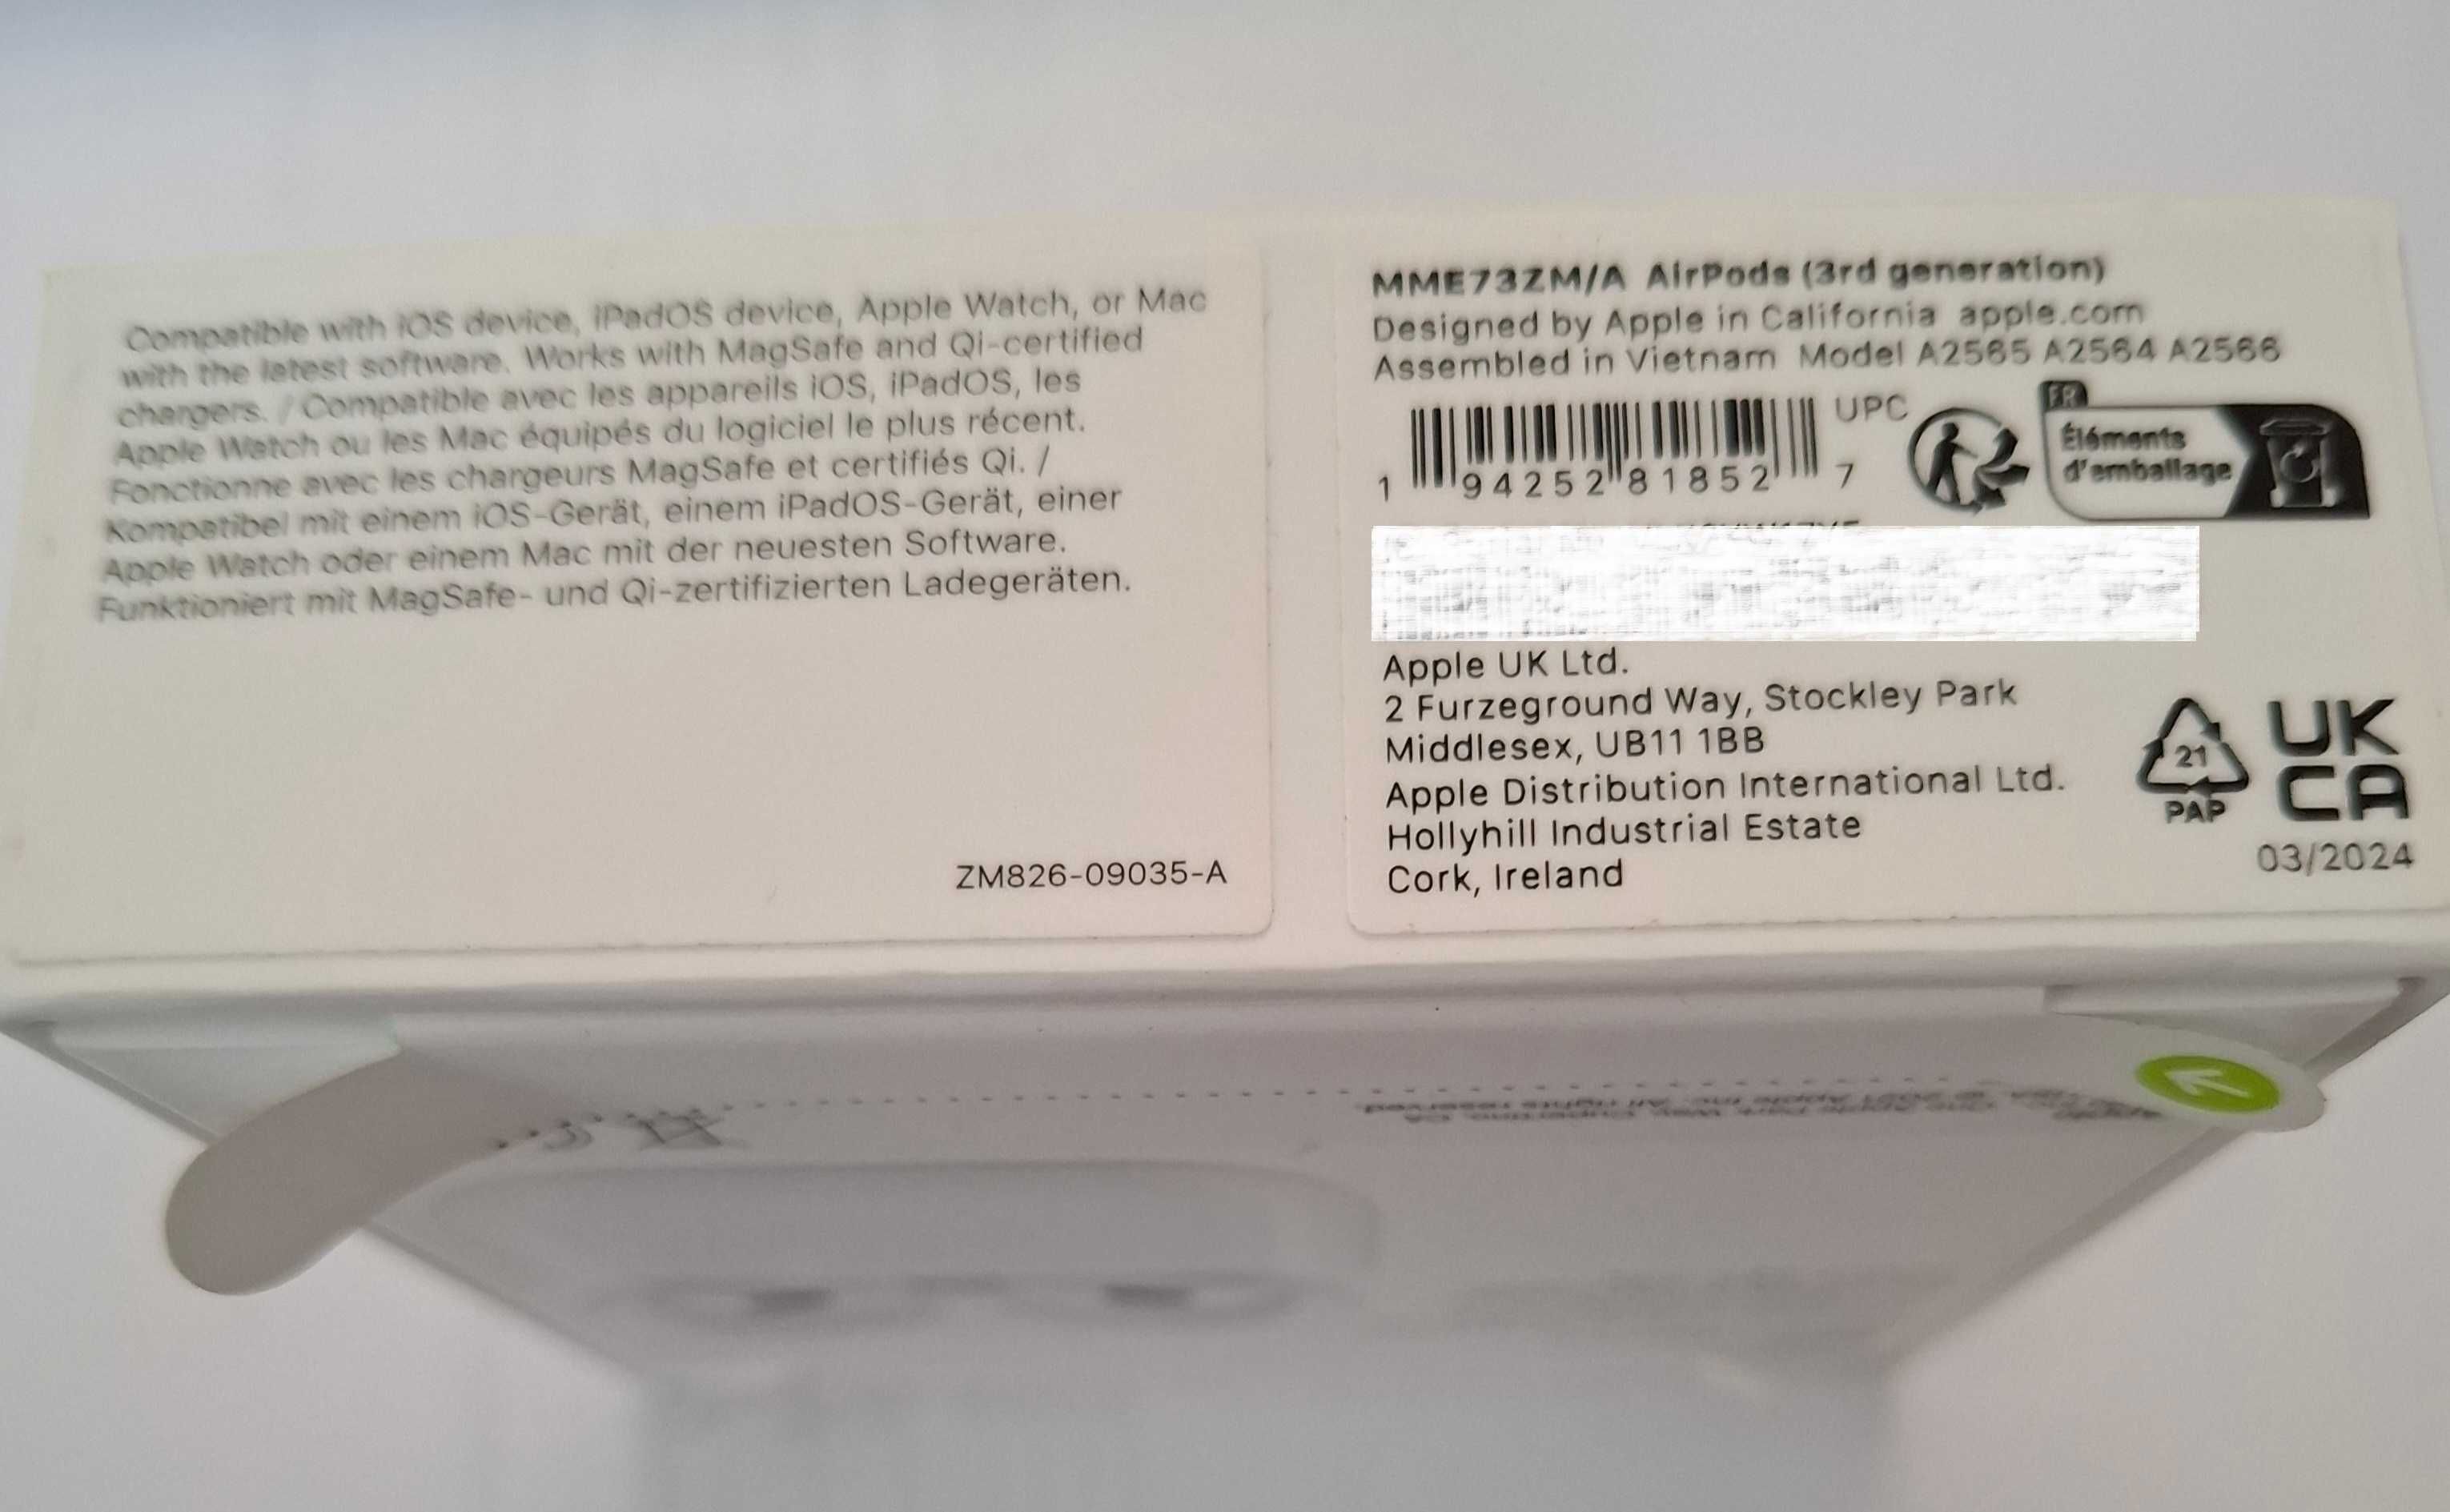 Compatible with iOS device, iPadOS device, Apple Watch, or Mac
with the latest software. Works with MagSafe and Qi-certified
chargers. / Compatible avec les appareils iOS, iPadOS, les
Apple Watch ou les Mac équipés du logiciel le plus récent.
Fonctionne avec les chargeurs MagSafe et certifiés Qi. /
Kompatibel mit einem iOS-Gerät, einem iPadOS-Gerät, einer
Apple Watch oder einem Mac mit der neuesten Software.
Funktioniert mit MagSafe- und Qi-zertifizierten Ladegeräten.
ZM826-09035-A
MME73ZM/A AirPods (3rd generation)
Designed by Apple in California apple.com
Assembled in Vietnam Model A2565 A2564 A2566
UPC
1 94252 81852 7
FR
Éléments
d'emballage
Apple UK Ltd.
2 Furzeground Way, Stockley Park
Middlesex, UB11 1BB
Apple Distribution International Ltd.
Hollyhill Industrial Estate
Cork, Ireland
21
PAP
UK
CA
03/2024